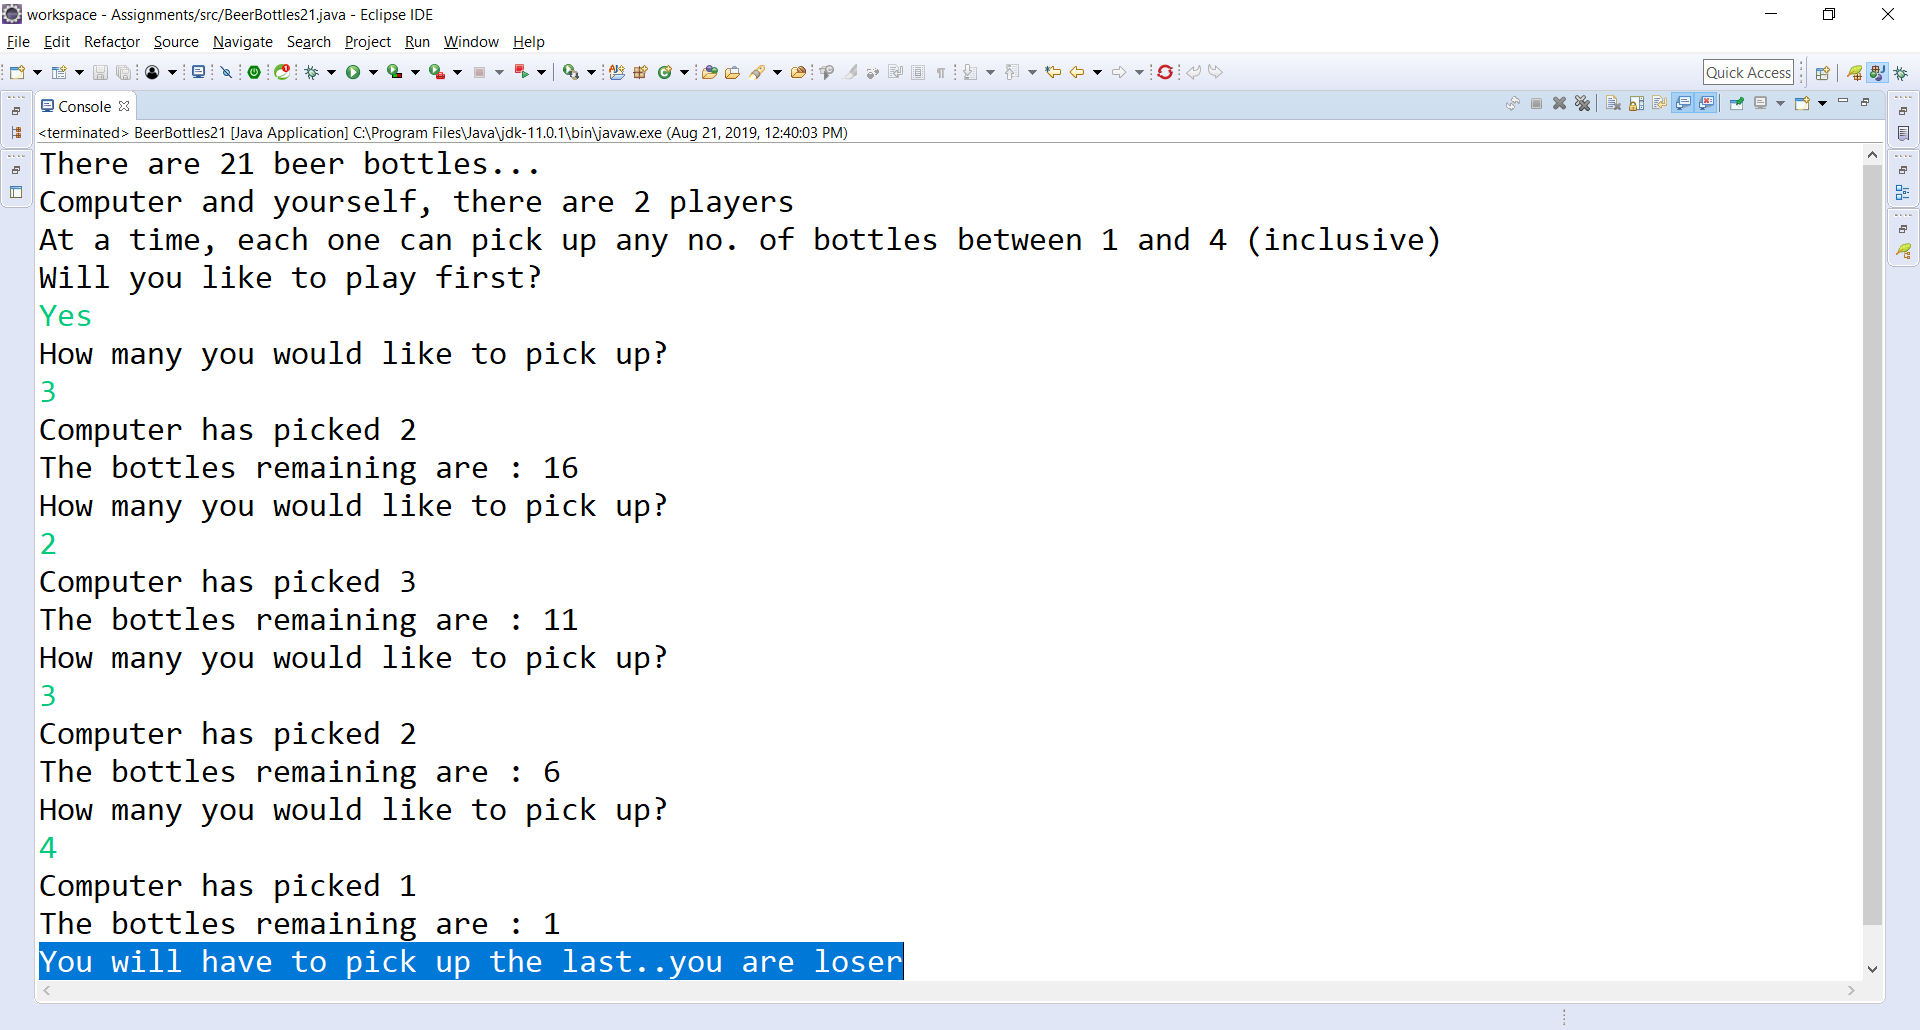 workspace - Assignments/src/BeerBottles21.java - Eclipse IDE
File Edit Refactor Source Navigate Search Project Run Window Help
Quick Access
Console
<terminated> BeerBottles21 [Java Application] C:\Program Files\Java\jdk-11.0.1\bin\javaw.exe (Aug 21, 2019, 12:40:03 PM)
There are 21 beer bottles...
Computer and yourself, there are 2 players
At a time, each one can pick up any no. of bottles between 1 and 4 (inclusive)
Will you like to play first?
Yes
How many you would like to pick up?
3
Computer has picked 2
The bottles remaining are : 16
How many you would like to pick up?
2
Computer has picked 3
The bottles remaining are : 11
How many you would like to pick up?
3
Computer has picked 2
The bottles remaining are : 6
How many you would like to pick up?
4
Computer has picked 1
The bottles remaining are : 1
You will have to pick up the last..you are loser